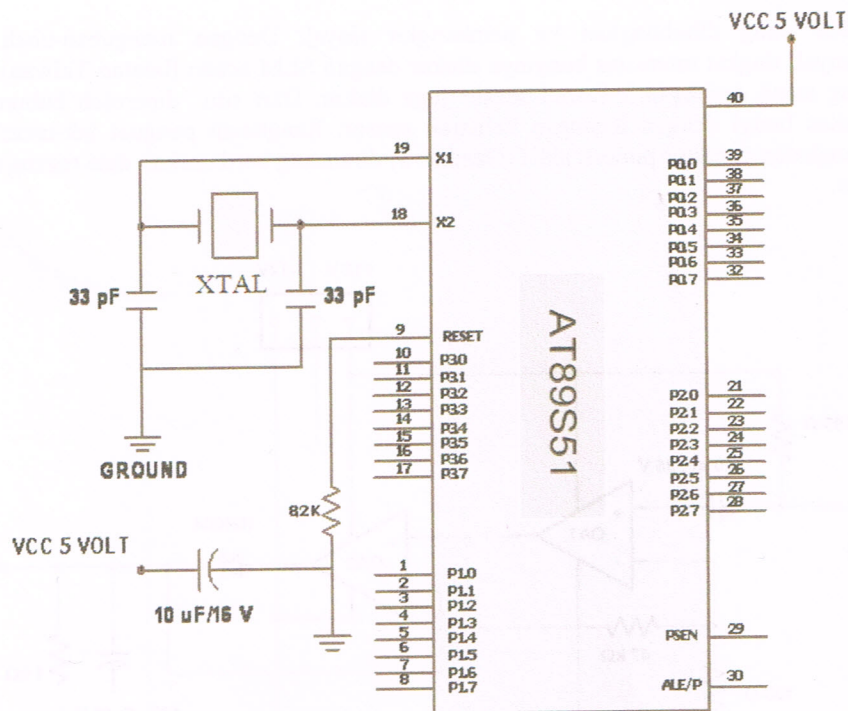 VCC 5 VOLT
40
19
X1
18
X2
XTAL
33 pF
33 pF
GROUND
9
RESET
10
P3.0
11
P3.1
12
P3.2
13
P3.3
14
P3.4
15
P3.5
16
P3.6
17
P3.7
8,2K
VCC 5 VOLT
10 uF/16 V
1
P1.0
2
P1.1
3
P1.2
4
P1.3
5
P1.4
6
P1.5
7
P1.6
8
P1.7
AT89S51
P0.0
39
P0.1
38
P0.2
37
P0.3
36
P0.4
35
P0.5
34
P0.6
33
P0.7
32
P2.0
21
P2.1
22
P2.2
23
P2.3
24
P2.4
25
P2.5
26
P2.6
27
P2.7
28
PSEN
29
ALE/P
30